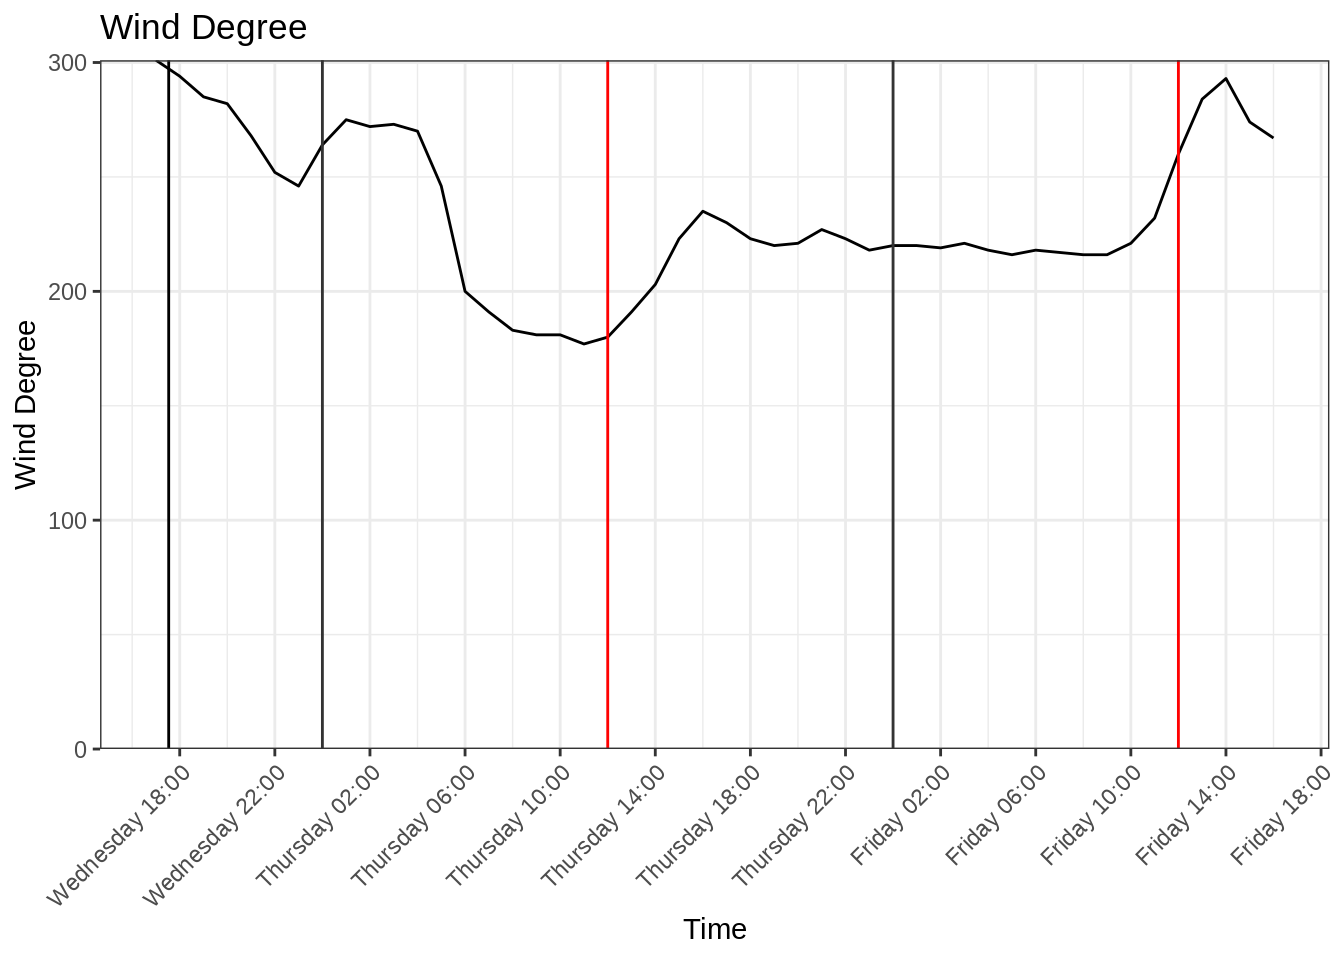 Wind Degree
300
200
100
0
Wind Degree
Wednesday 18:00
Wednesday 22:00
Thursday 02:00
Thursday 06:00
Thursday 10:00
Thursday 14:00
Thursday 18:00
Thursday 22:00
Friday 02:00
Friday 06:00
Friday 10:00
Friday 14:00
Friday 18:00
Time